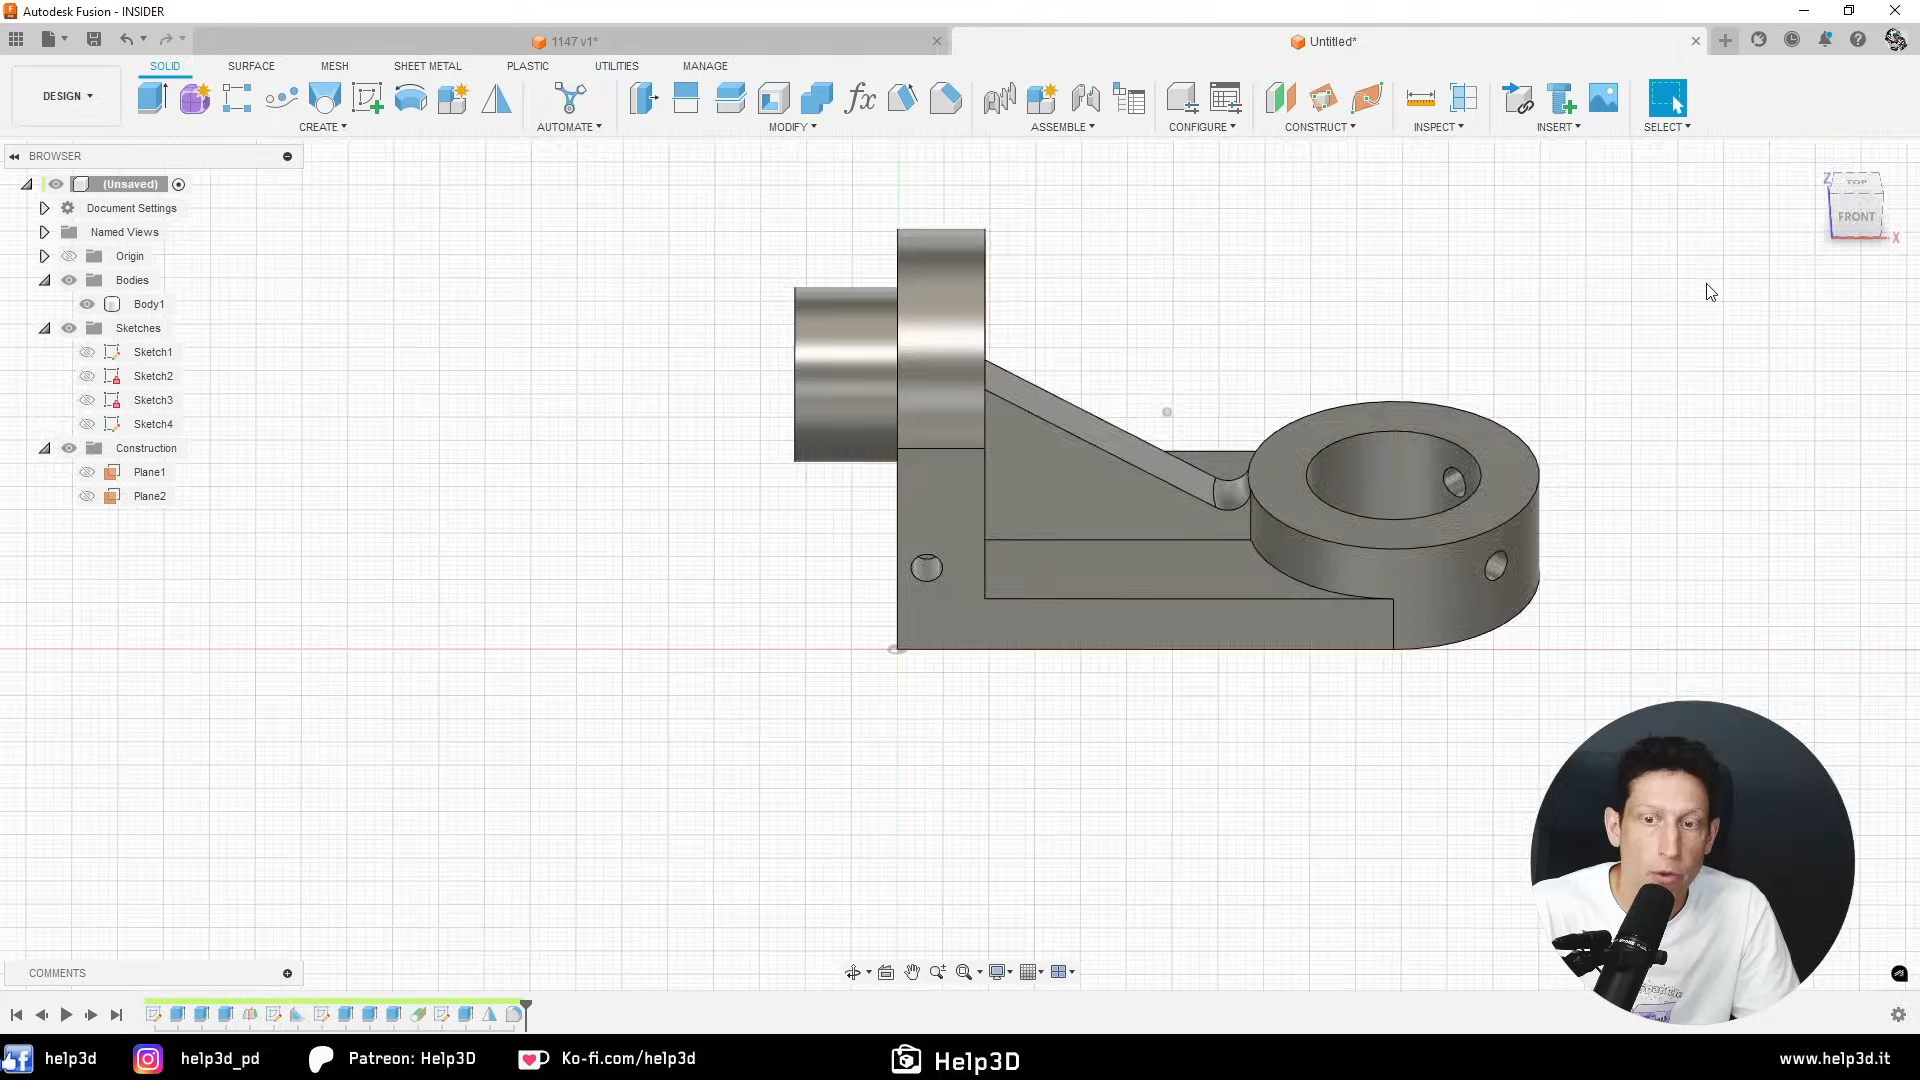 Autodesk Fusion - INSIDER
1147 v1*
Untitled*
DESIGN
SOLID
SURFACE
MESH
SHEET METAL
PLASTIC
UTILITIES
MANAGE
CREATE
AUTOMATE
MODIFY
ASSEMBLE
CONFIGURE
CONSTRUCT
INSPECT
INSERT
SELECT
BROWSER
(Unsaved)
Document Settings
Named Views
Origin
Bodies
Body1
Sketches
Sketch1
Sketch2
Sketch3
Sketch4
Construction
Plane1
Plane2
Z
TOP
FRONT
X
COMMENTS
help3d
help3d_pd
Patreon: Help3D
Ko-fi.com/help3d
Help3D
www.help3d.it